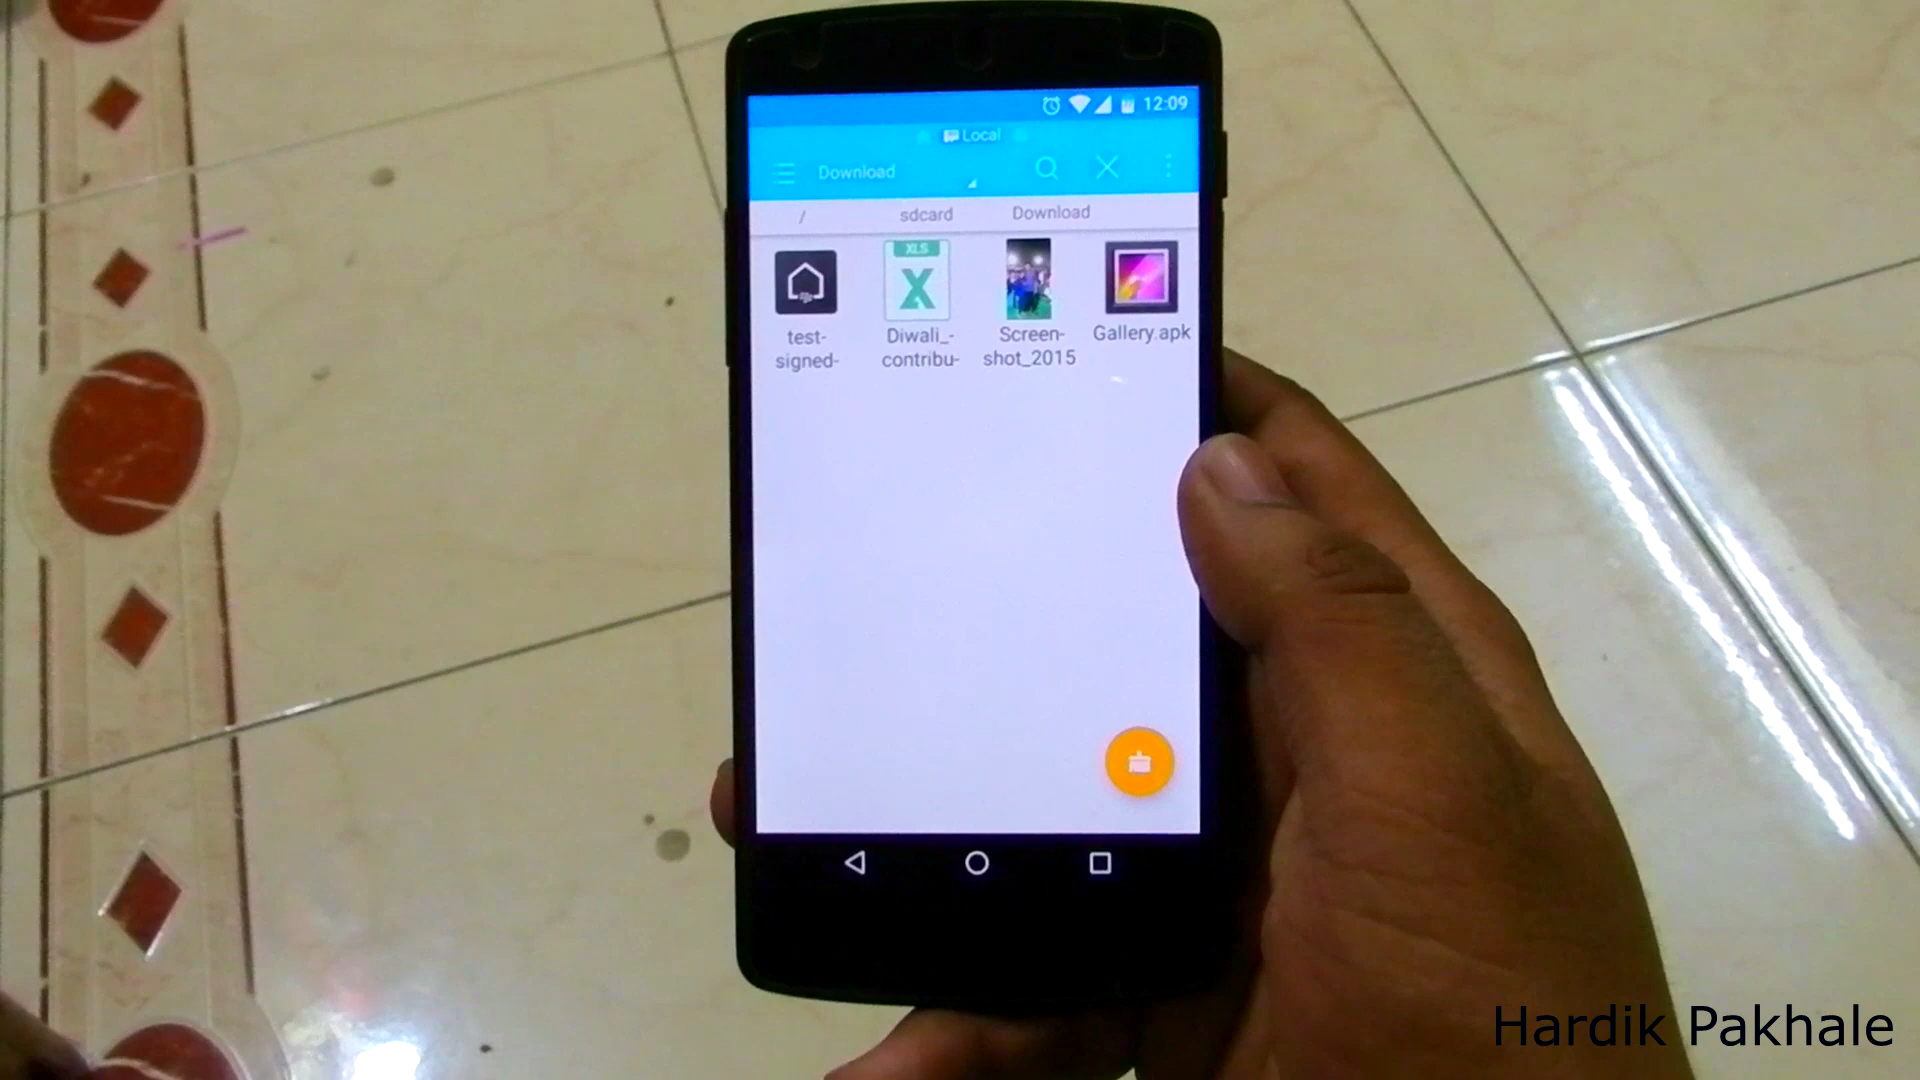 12:09
Local
Download
/ sdcard Download
XLS
X
test-
signed-
Diwali_-
contribu-
Screen-
shot_2015
Gallery.apk
Hardik Pakhale